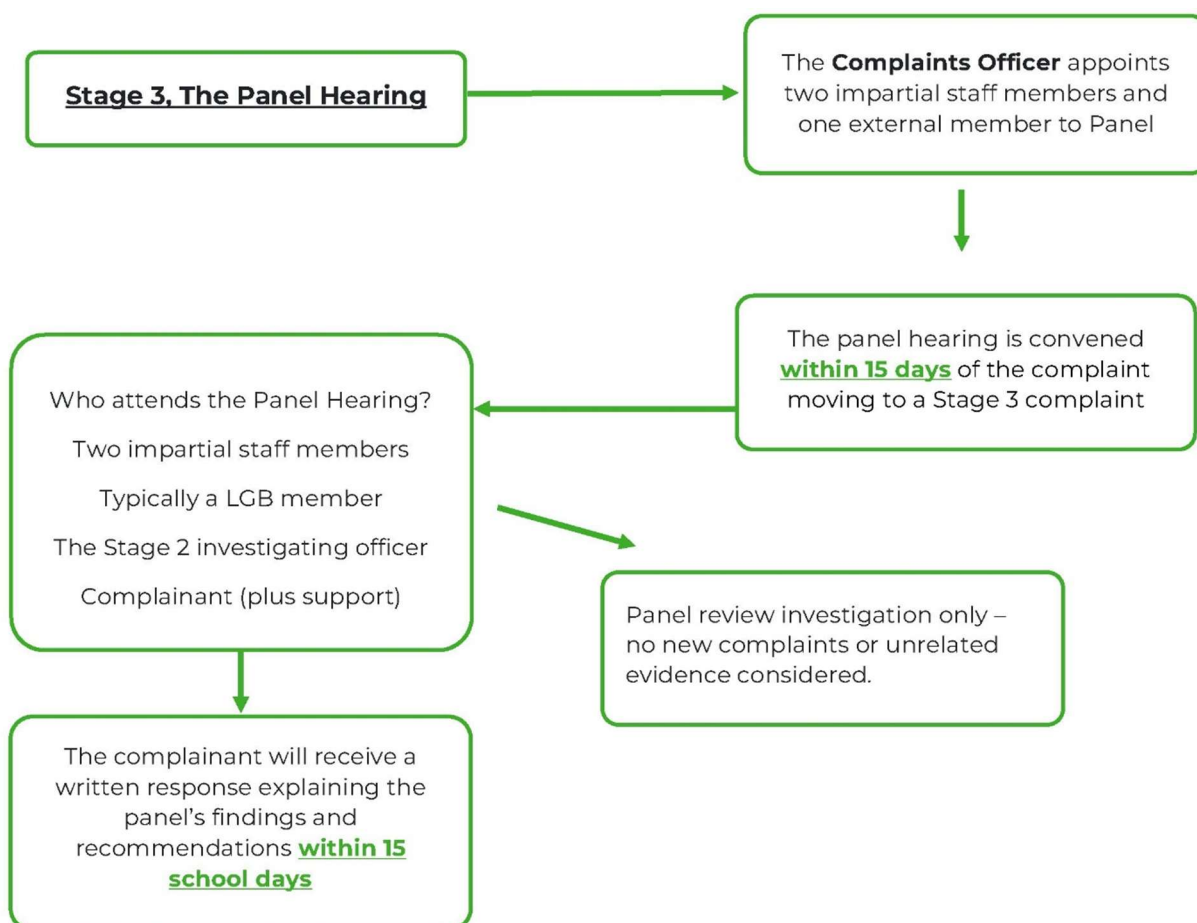 Stage 3, The Panel Hearing
The Complaints Officer appoints
two impartial staff members and
one external member to Panel
The panel hearing is convened
within 15 days of the complaint
moving to a Stage 3 complaint
Who attends the Panel Hearing?
Two impartial staff members
Typically a LGB member
The Stage 2 investigating officer
Complainant (plus support)
Panel review investigation only –
no new complaints or unrelated
evidence considered.
The complainant will receive a
written response explaining the
panel’s findings and
recommendations within 15
school days